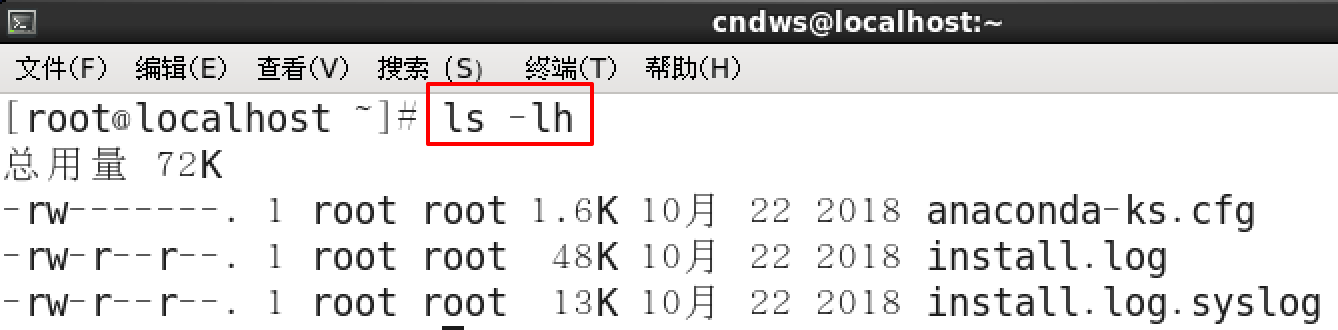 cndws@localhost:~
文件(F) 编辑(E) 查看(V) 搜索 (S) 终端(T) 帮助(H)
[root@localhost ~]# ls -lh
总用量 72K
-rw-------. 1 root root 1.6K 10月 22 2018 anaconda-ks.cfg
-rw-r--r--. 1 root root 48K 10月 22 2018 install.log
-rw-r--r--. 1 root root 13K 10月 22 2018 install.log.syslog